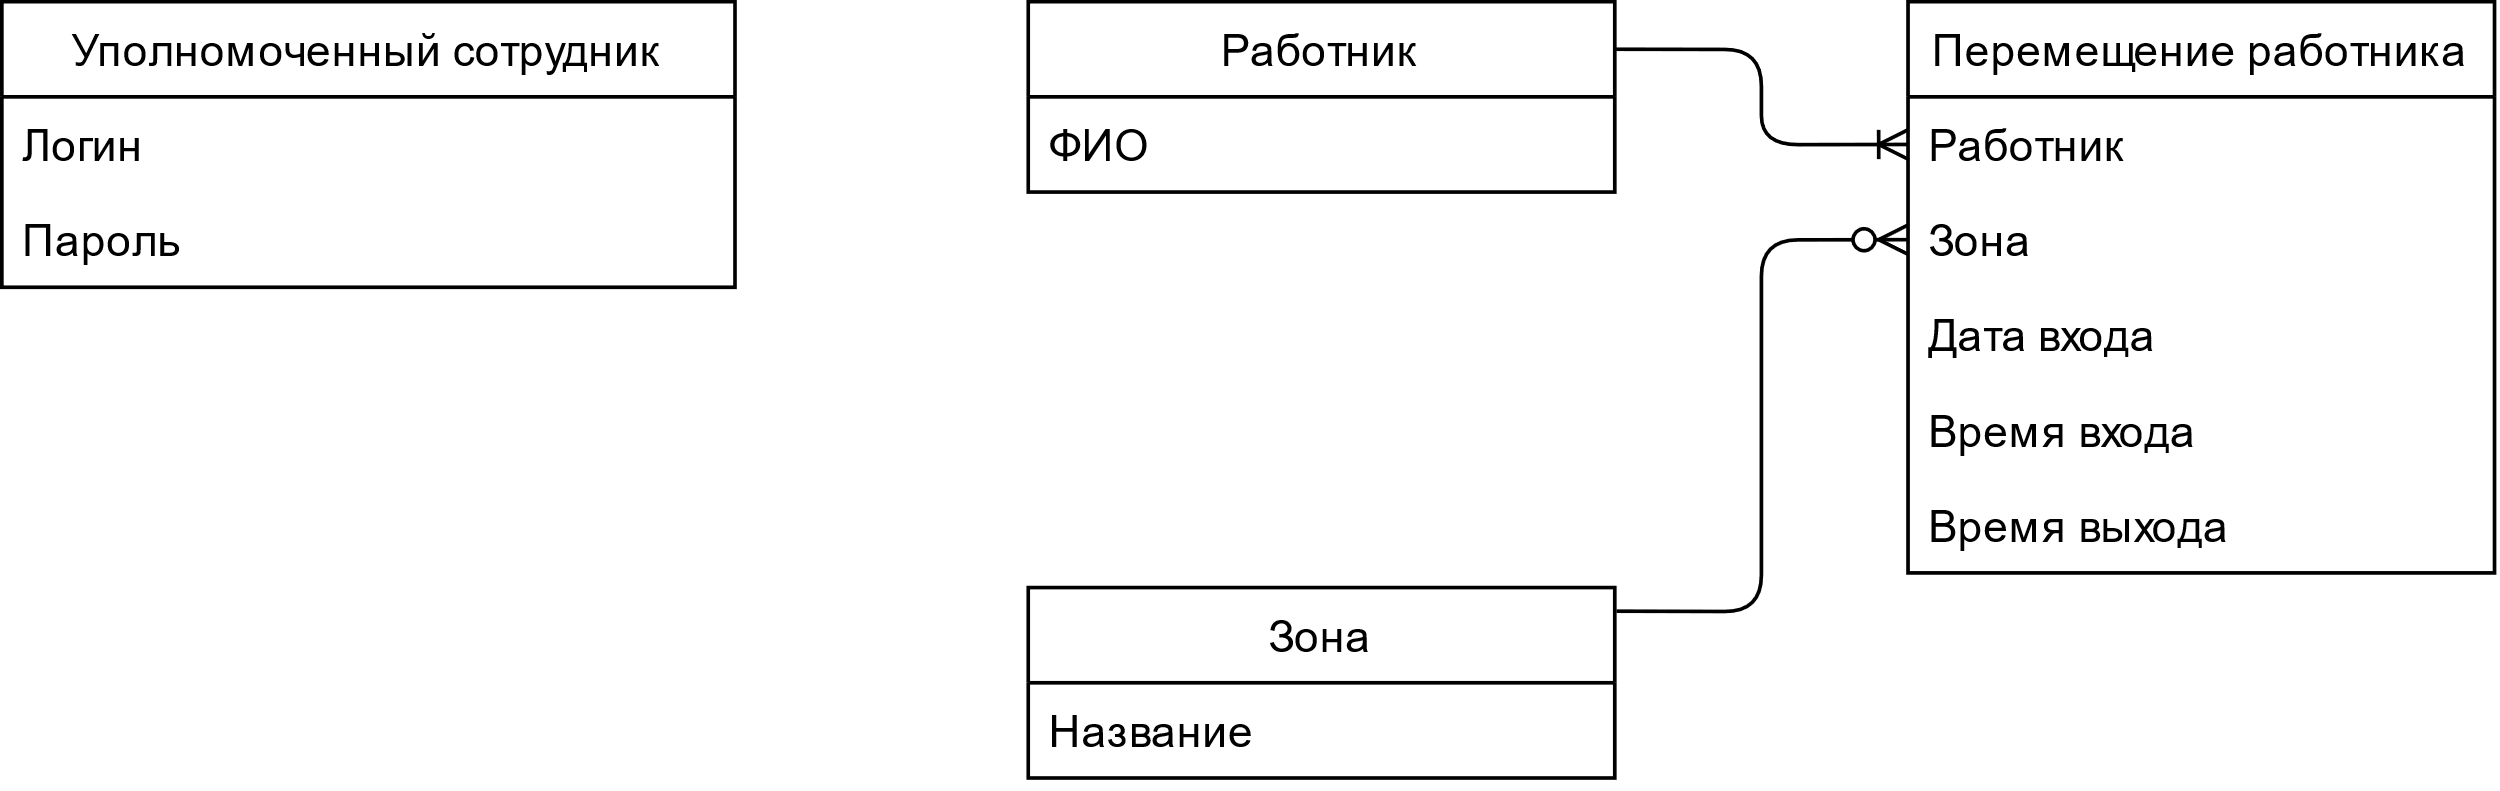 Уполномоченный сотрудник
Логин
Пароль
Работник
ФИО
Зона
Название
Перемещение работника
Работник
Зона
Дата входа
Время входа
Время выхода